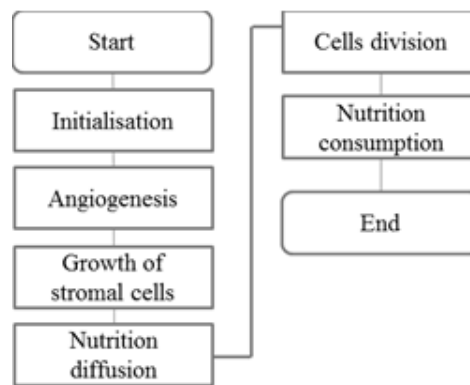 Start
Initialisation
Angiogenesis
Growth of
stromal cells
Nutrition
diffusion
Cells division
Nutrition
consumption
End